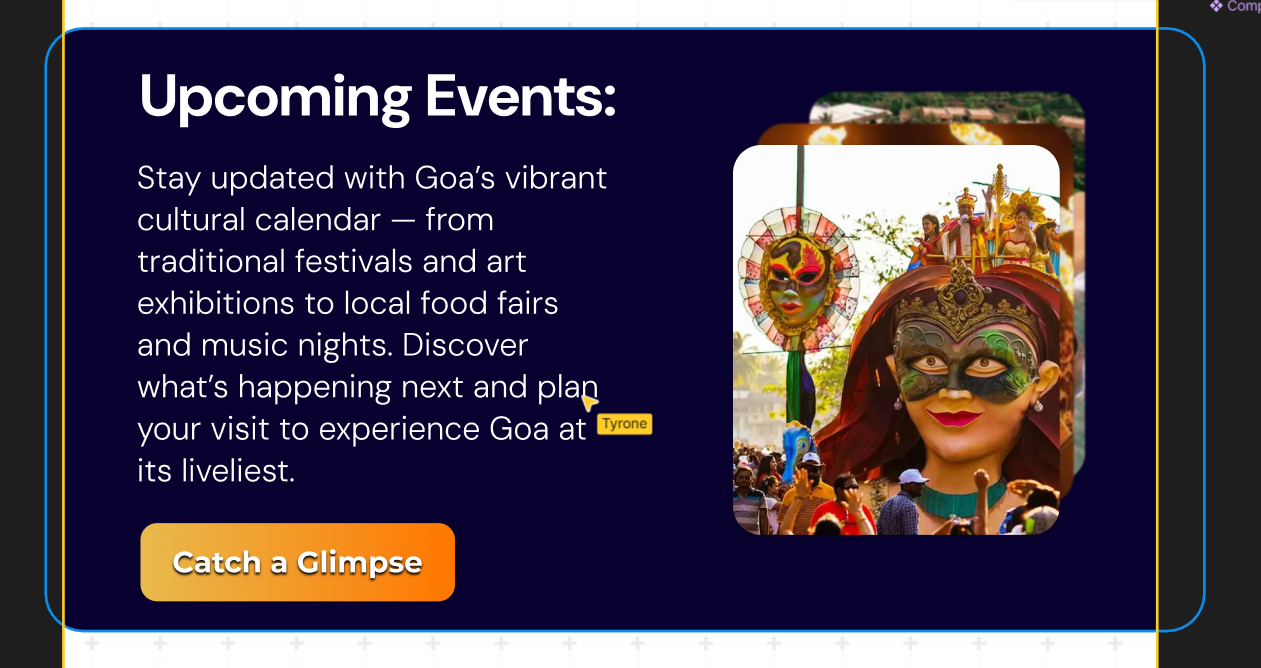 Comp
Upcoming Events:
Stay updated with Goa’s vibrant
cultural calendar — from
traditional festivals and art
exhibitions to local food fairs
and music nights. Discover
what’s happening next and plan
your visit to experience Goa at
Tyrone
its liveliest.
Catch a Glimpse